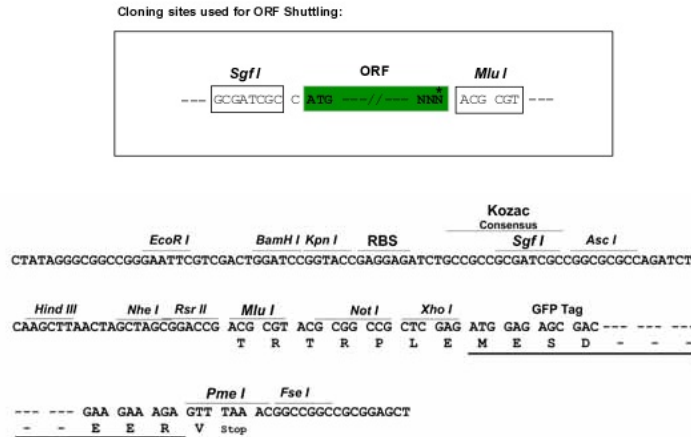 Cloning sites used for ORF Shuttling:
Sgf I ORF Mlu I
--- GCGATCGC C ATG ---//--- NNN* ACG CGT ---
Kozac
Consensus
EcoR I BamH I Kpn I RBS Sgf I Asc I
CTATAGGGCGGCCGGGAATTCGTCGACTGGATCCGGTACCGAGGAGATCTGCCGCCGCGATCGCCGGCGCGCCAGATCT
Hind III Nhe I Rsr II Mlu I Not I Xho I GFP Tag
CAAGCTTAACTAGCTAGCGGACCG ACG CGT ACG CGG CCG CTC GAG ATG GAG AGC GAC --- --- ---
T R T R P L E M E S D - - -
Pme I Fse I
--- --- GAA GAA AGA GTT TAA ACGGCCGGCCGCGGAGCT
- - E E R V Stop